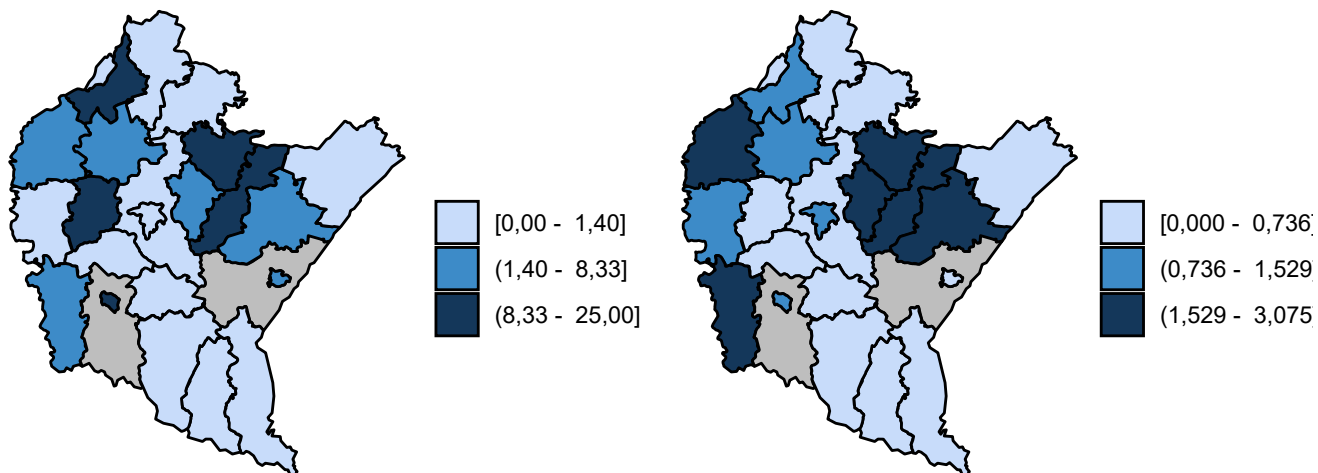 [0,00 - 1,40]
(1,40 - 8,33]
(8,33 - 25,00]
[0,000 - 0,736]
(0,736 - 1,529]
(1,529 - 3,075]